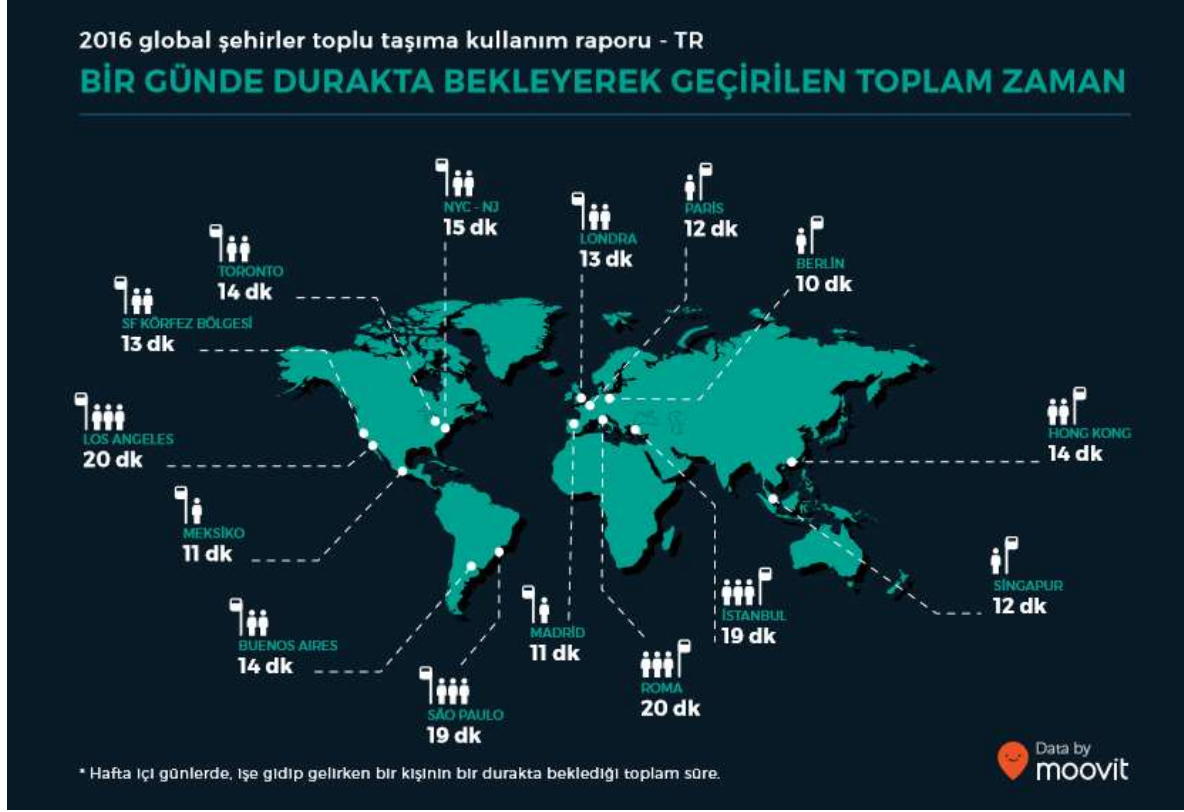 2016 global şehirler toplu taşıma kullanım raporu - TR
BİR GÜNDE DURAKTA BEKLEYEREK GEÇİRİLEN TOPLAM ZAMAN
NYC - NJ
15 dk
PARİS
12 dk
LONDRA
13 dk
BERLİN
10 dk
TORONTO
14 dk
SF KÖRFEZ BÖLGESİ
13 dk
LOS ANGELES
20 dk
HONG KONG
14 dk
MEKSİKO
11 dk
SİNGAPUR
12 dk
İSTANBUL
19 dk
MADRİD
11 dk
BUENOS AIRES
14 dk
ROMA
20 dk
SÃO PAULO
19 dk
* Hafta içi günlerde, işe gidip gelirken bir kişinin bir durakta beklediği toplam süre.
Data by
moovit